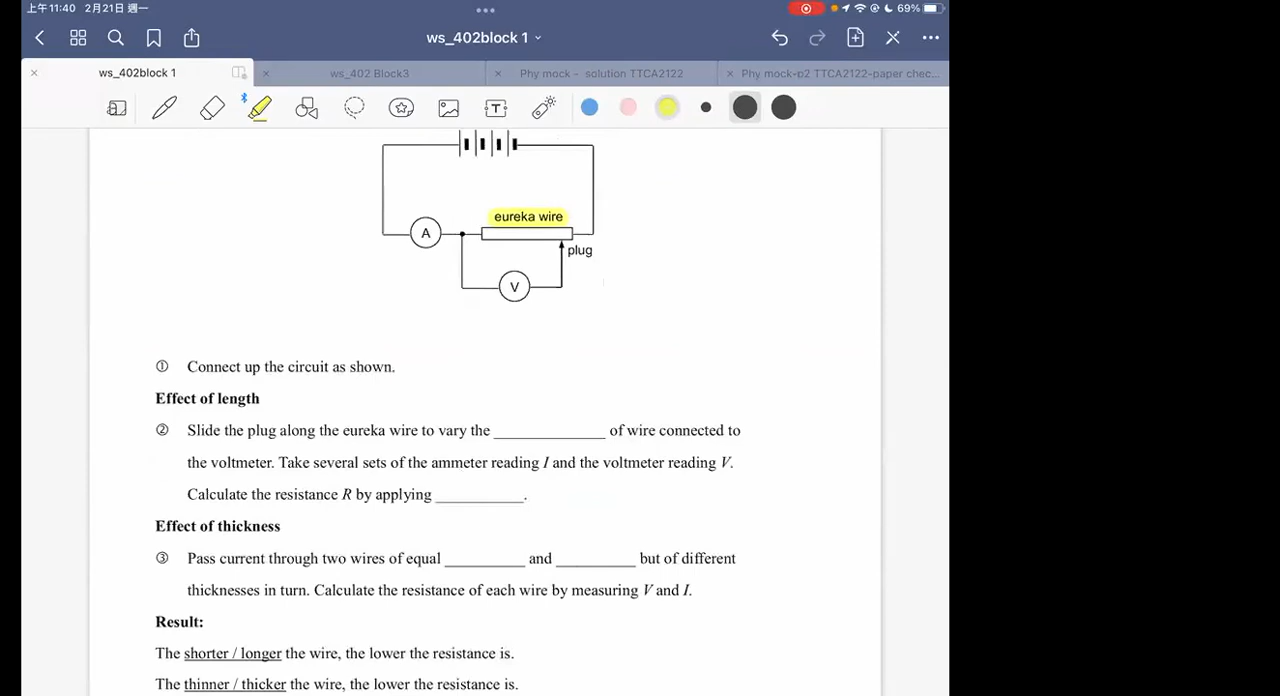 上午11:40 2月21日 週一
69%
ws_402block 1
ws_402block 1
ws_402 Block3
Phy mock - solution TTCA2122
Phy mock-p2 TTCA2122-paper chec...
T
eureka wire
A
plug
V
① Connect up the circuit as shown.
Effect of length
② Slide the plug along the eureka wire to vary the ______________ of wire connected to
the voltmeter. Take several sets of the ammeter reading I and the voltmeter reading V.
Calculate the resistance R by applying ___________.
Effect of thickness
③ Pass current through two wires of equal __________ and __________ but of different
thicknesses in turn. Calculate the resistance of each wire by measuring V and I.
Result:
The shorter / longer the wire, the lower the resistance is.
The thinner / thicker the wire, the lower the resistance is.